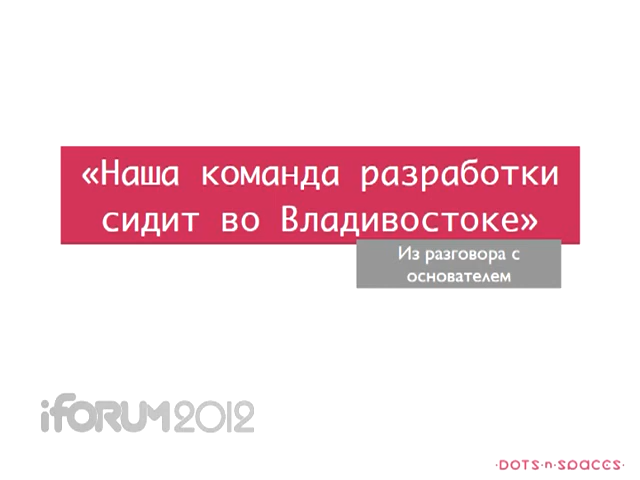 «Наша команда разработки
сидит во Владивостоке»
Из разговора с
основателем
iFORUM2012
·DOTS·n·SPACES·